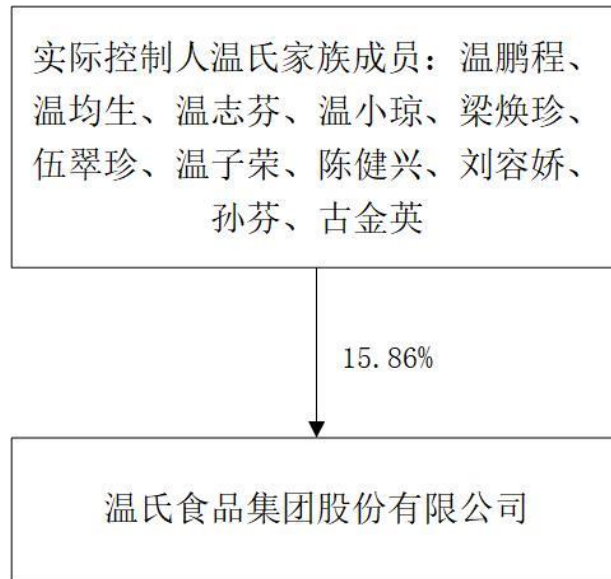 实际控制人温氏家族成员：温鹏程、
温均生、温志芬、温小琼、梁焕珍、
伍翠珍、温子荣、陈健兴、刘容娇、
孙芬、古金英
15.86%
温氏食品集团股份有限公司